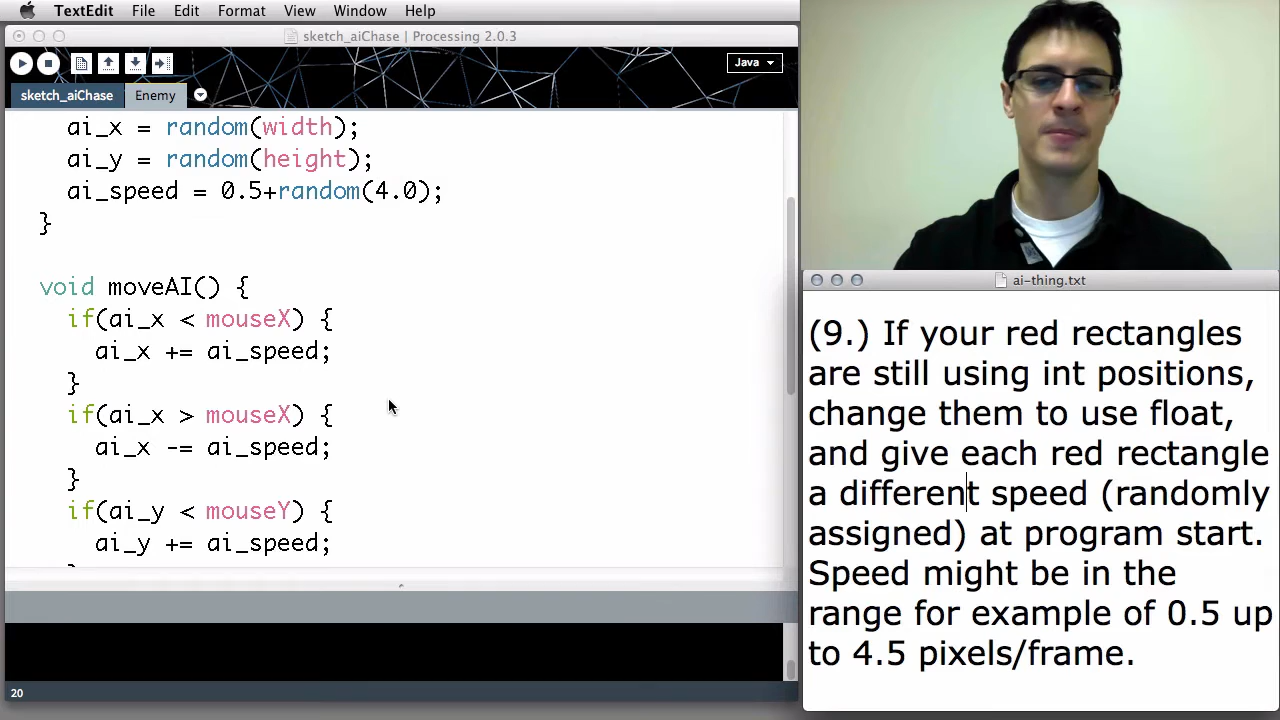 TextEdit File Edit Format View Window Help
sketch_aiChase | Processing 2.0.3
Java
sketch_aiChase Enemy
ai_x = random(width);
ai_y = random(height);
ai_speed = 0.5+random(4.0);
}
void moveAI() {
if(ai_x < mouseX) {
ai_x += ai_speed;
}
if(ai_x > mouseX) {
ai_x -= ai_speed;
}
if(ai_y < mouseY) {
ai_y += ai_speed;
20
ai-thing.txt
(9.) If your red rectangles
are still using int positions,
change them to use float,
and give each red rectangle
a different speed (randomly
assigned) at program start.
Speed might be in the
range for example of 0.5 up
to 4.5 pixels/frame.